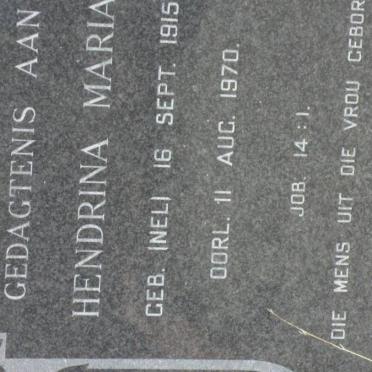 GEDAGTENIS AAN
HENDRINA MARIA
GEB. (NEL) 16 SEPT. 1915
OORL. 11 AUG. 1970.
JOB. 14:1.
DIE MENS UIT DIE VROU GEBOR